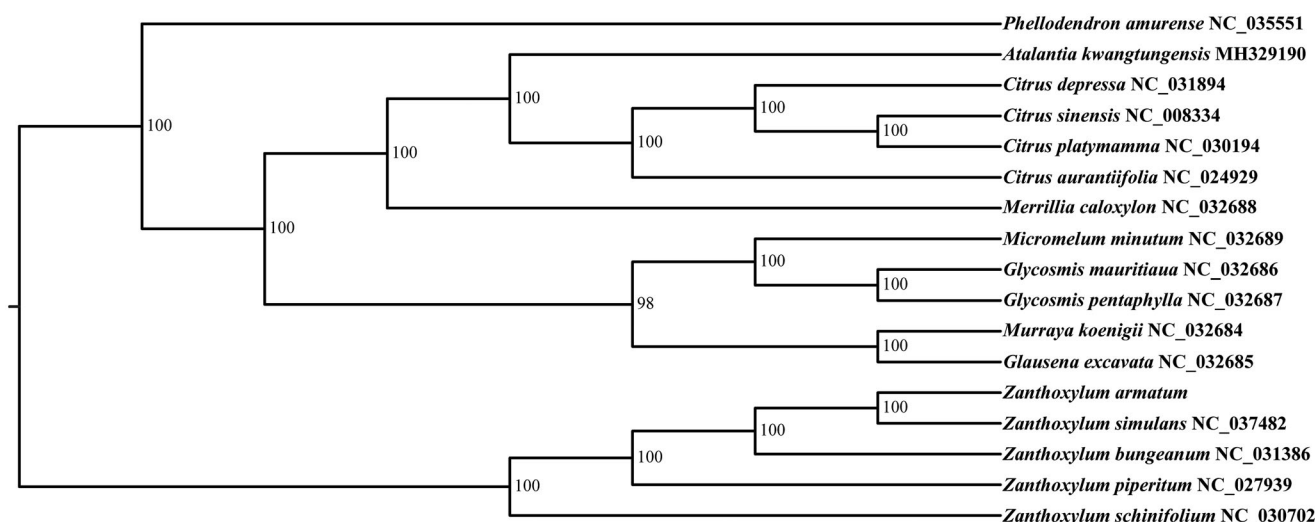 Phellodendron amurense NC_035551
Atalantia kwangtungensis MH329190
Citrus depressa NC_031894
100
100
Citrus sinensis NC_008334
100
100
100
Citrus platymamma NC_030194
100
100
Citrus aurantiifolia NC_024929
Merrillia caloxylon NC_032688
100
Micromelum minutum NC_032689
100
Glycosmis mauritiaua NC_032686
100
Glycosmis pentaphylla NC_032687
98
Murraya koenigii NC_032684
100
Glausena excavata NC_032685
Zanthoxylum armatum
100
Zanthoxylum simulans NC_037482
100
Zanthoxylum bungeanum NC_031386
100
Zanthoxylum piperitum NC_027939
100
Zanthoxylum schinifolium NC_030702